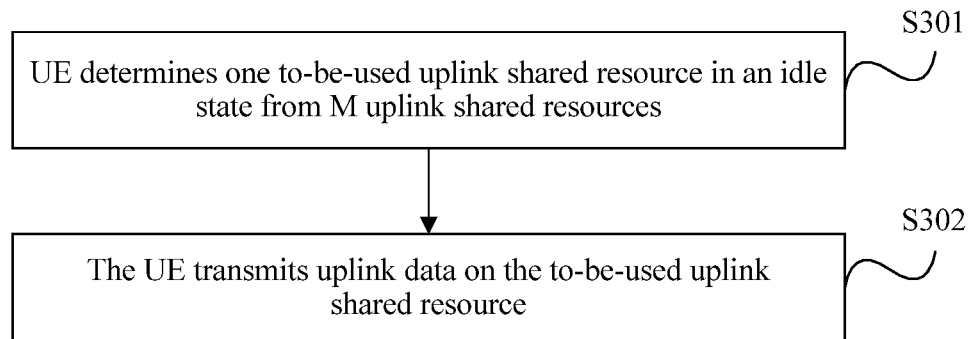 S301
UE determines one to-be-used uplink shared resource in an idle
state from M uplink shared resources
S302
The UE transmits uplink data on the to-be-used uplink
shared resource